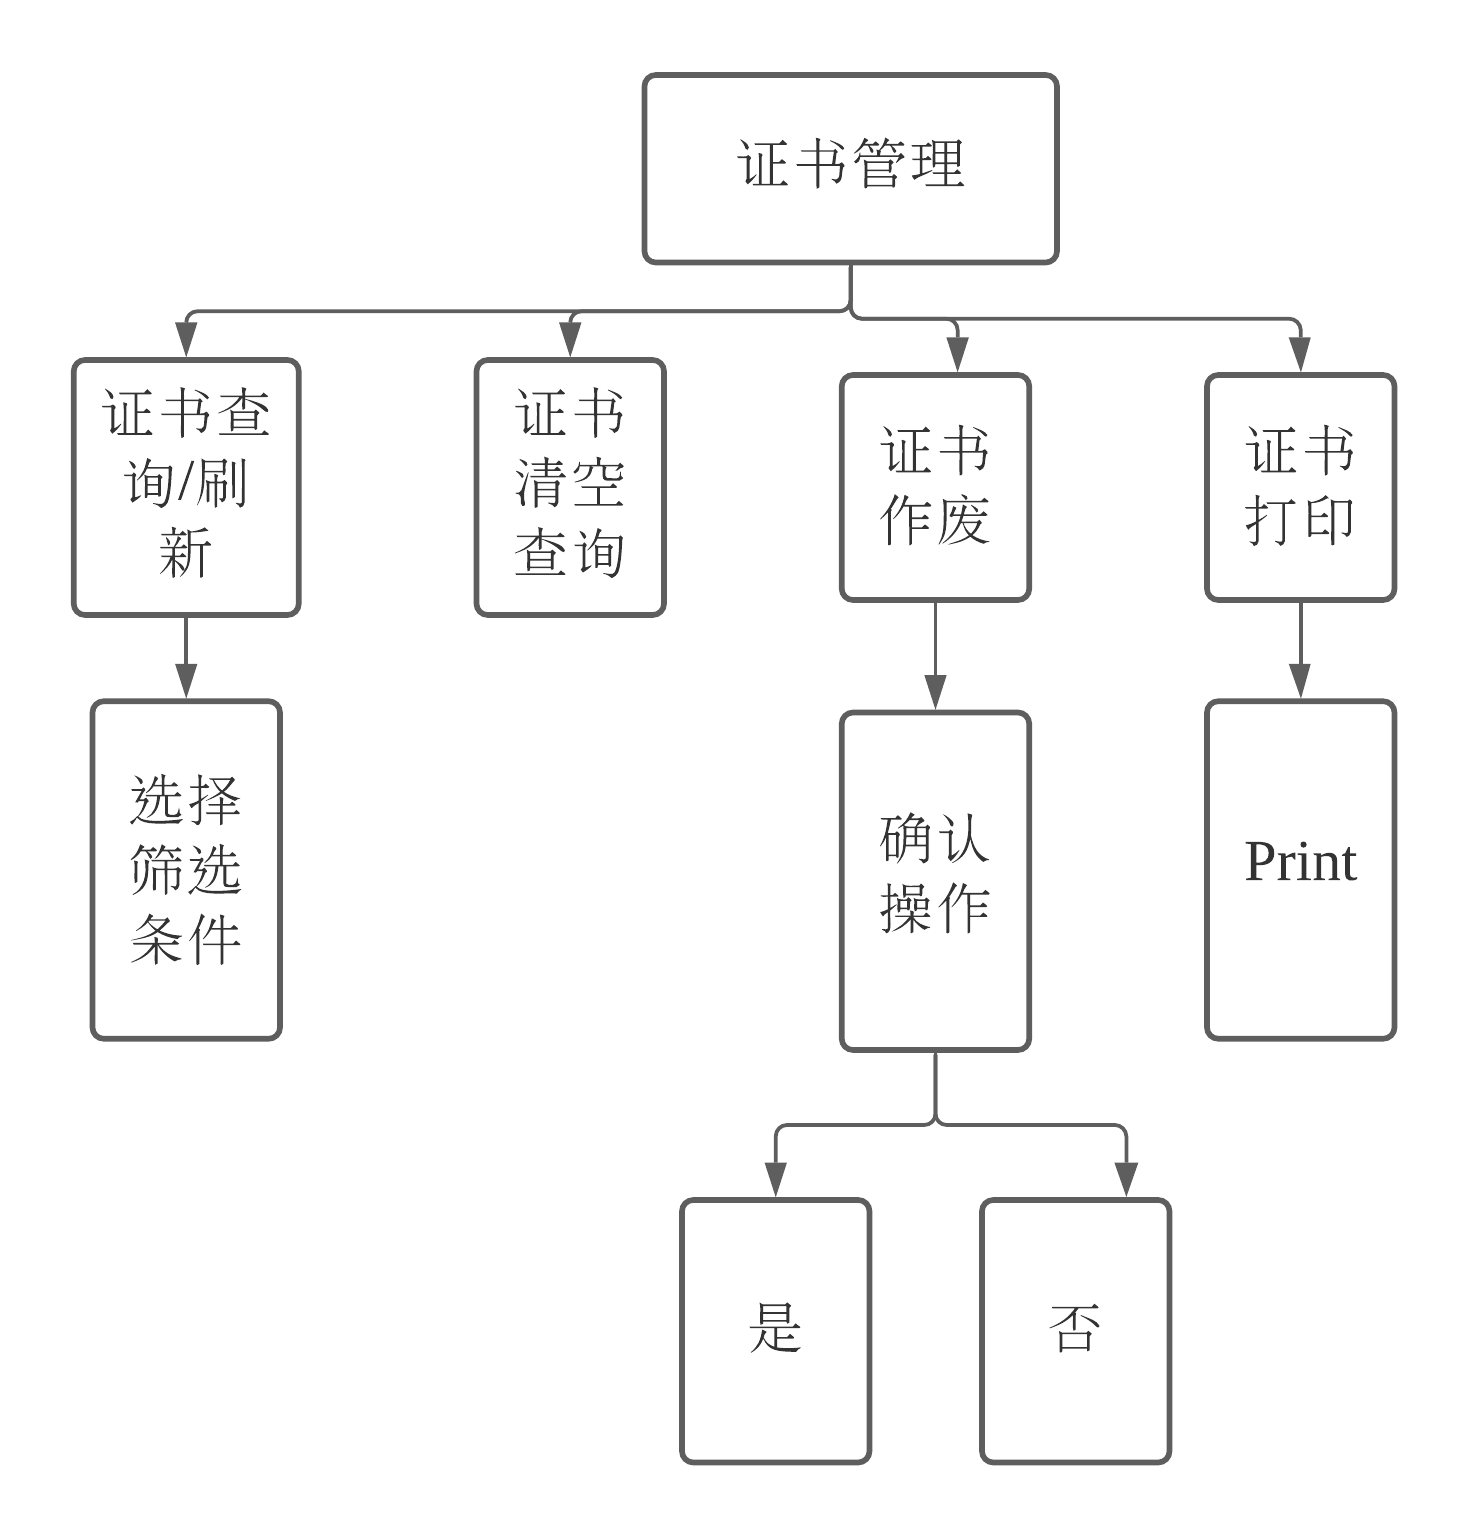 证书管理
证书查
询/刷
新
证书
清空
查询
证书
作废
证书
打印
选择
筛选
条件
确认
操作
Print
是
否